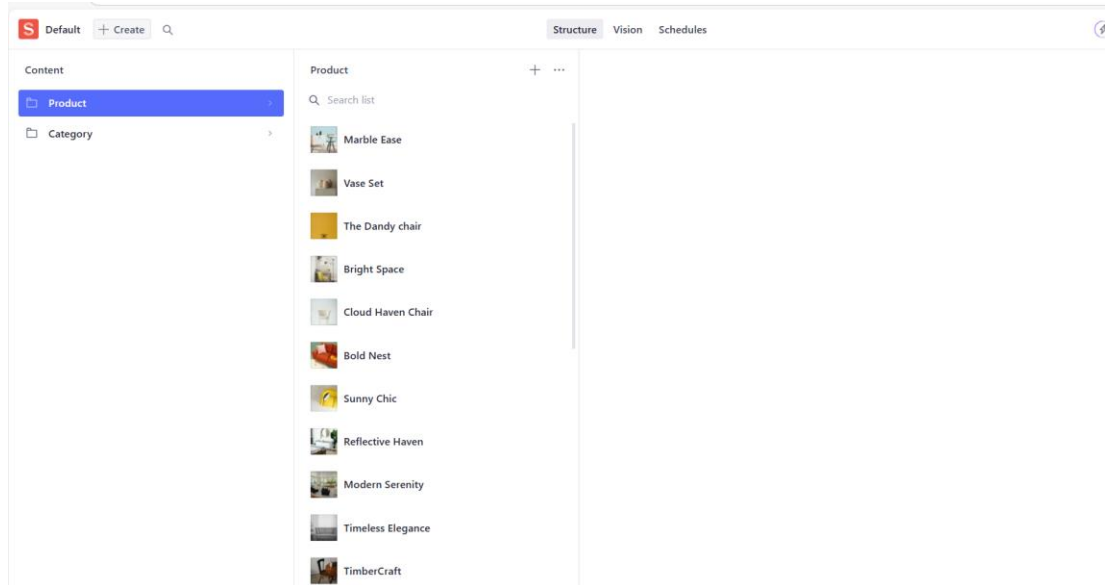 S Default + Create
Structure Vision Schedules
Content
Product
Category
Product
Search list
Marble Ease
Vase Set
The Dandy chair
Bright Space
Cloud Haven Chair
Bold Nest
Sunny Chic
Reflective Haven
Modern Serenity
Timeless Elegance
TimberCraft